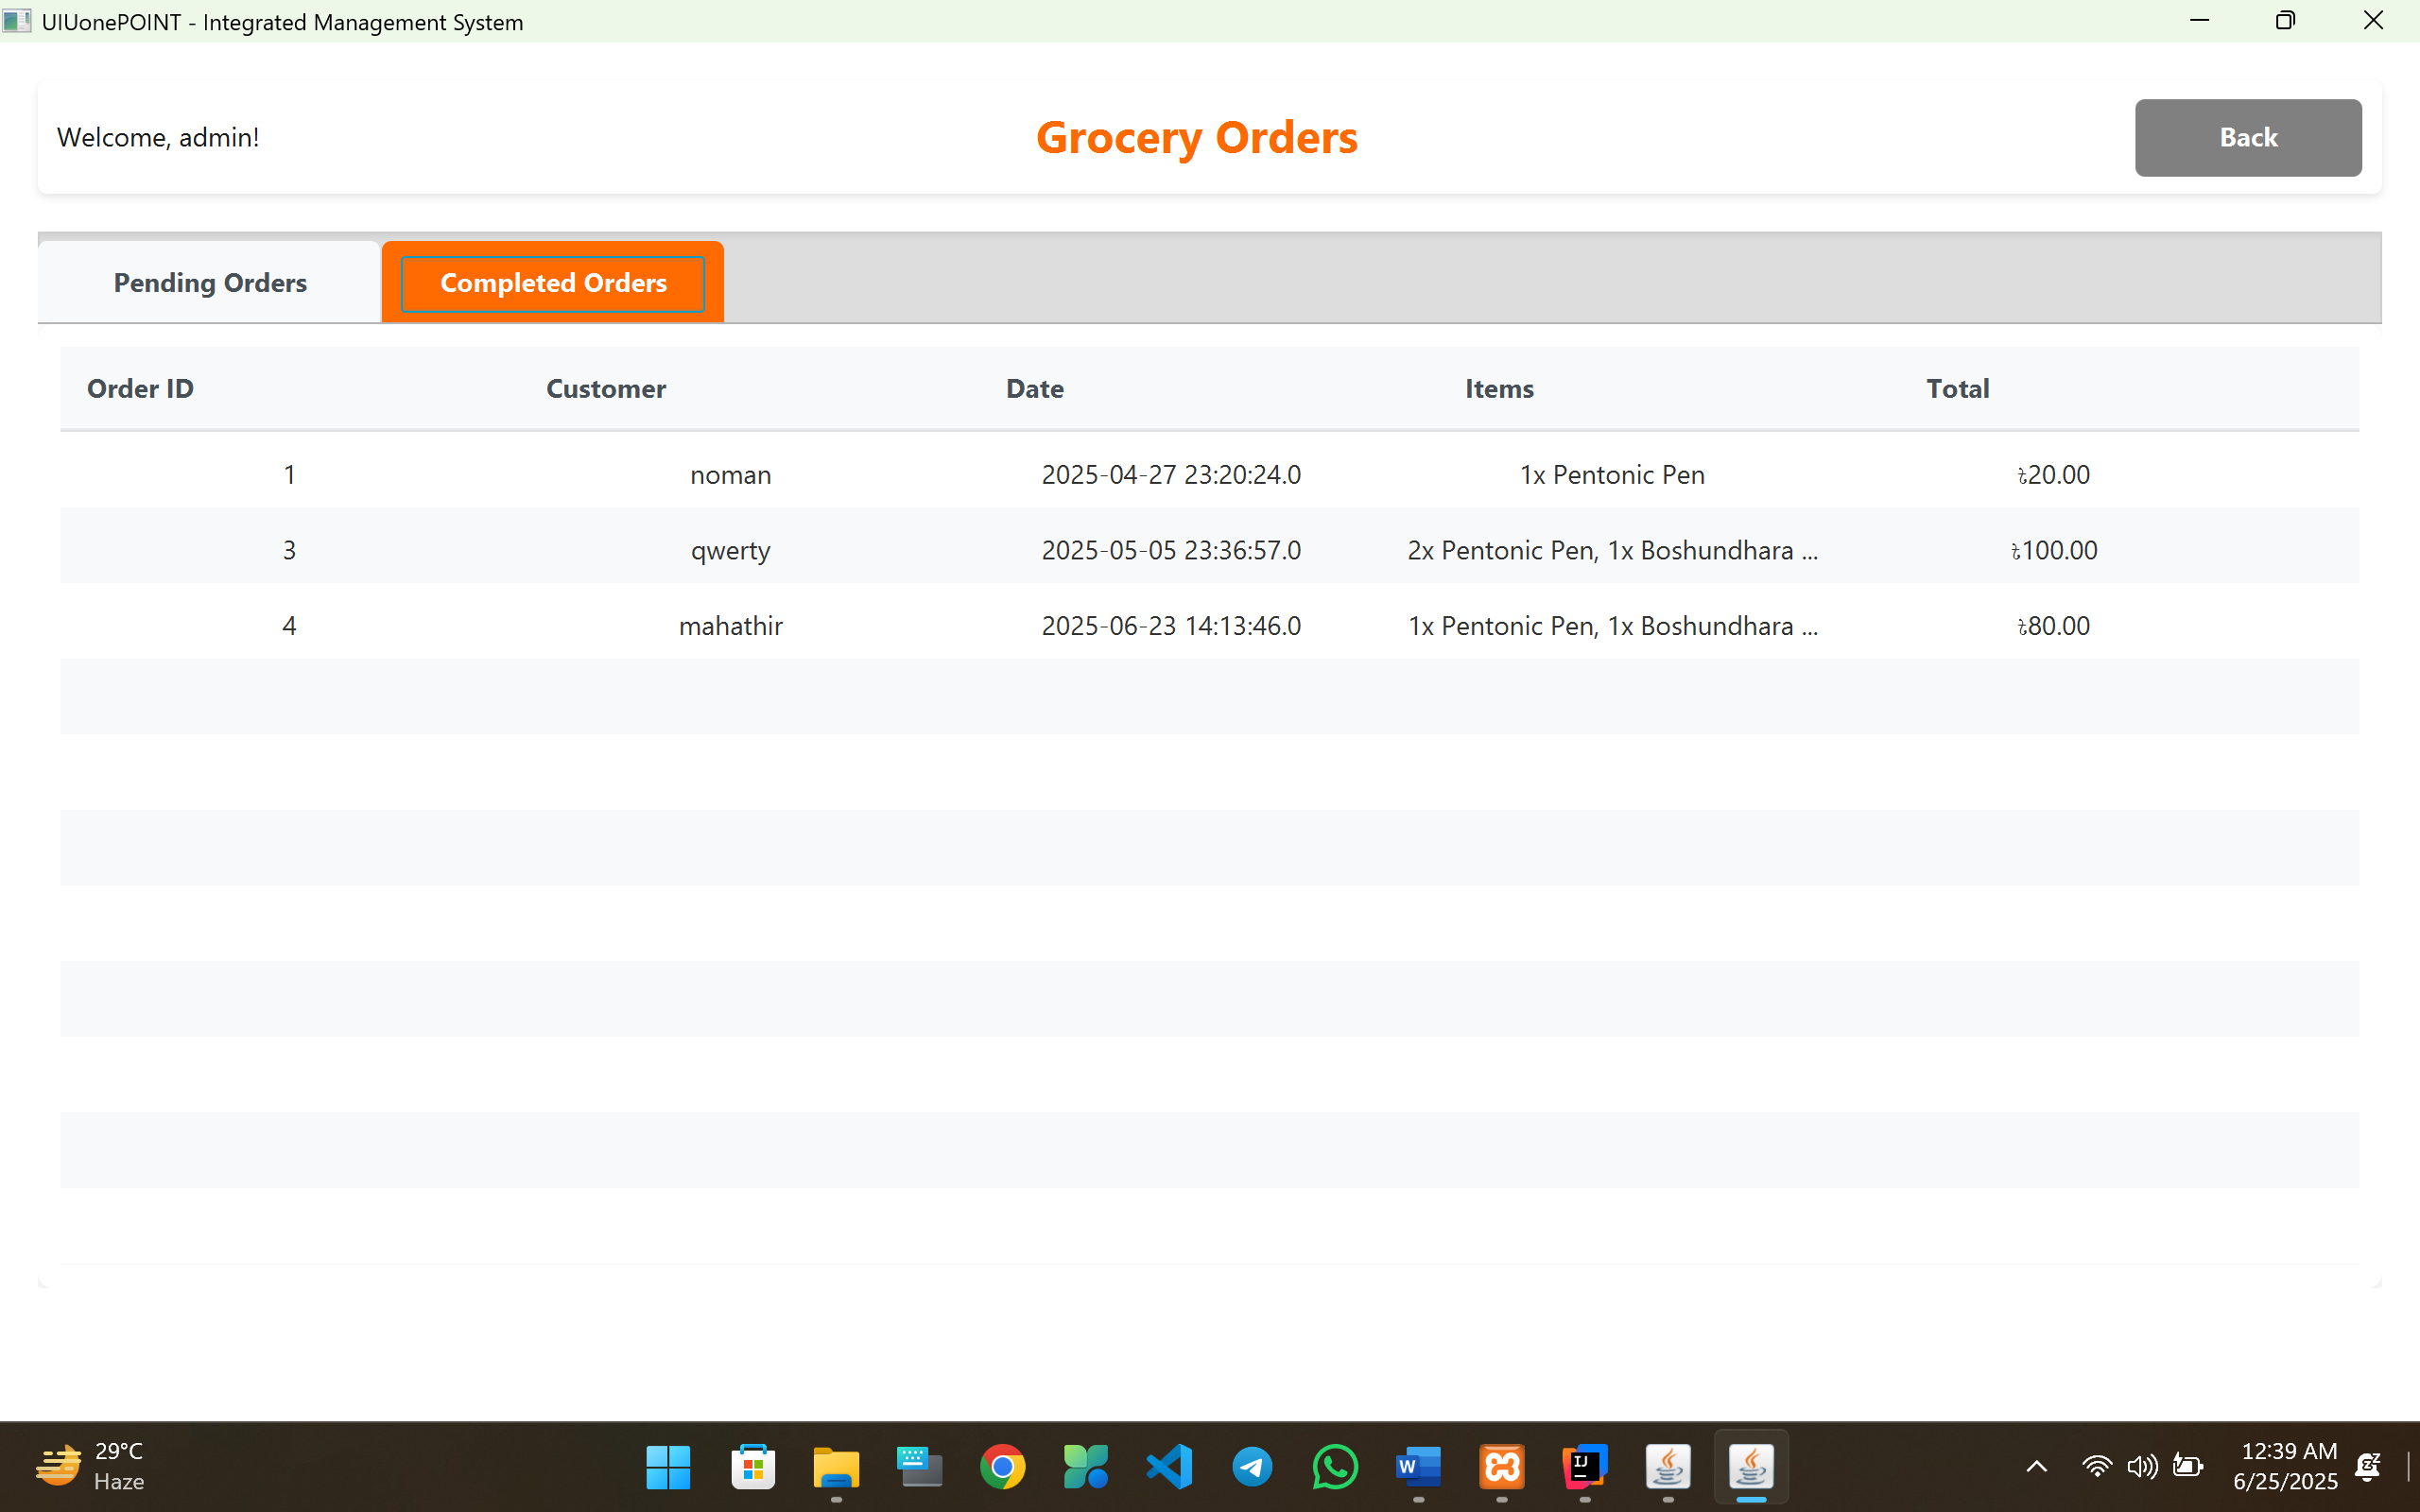 UIUonePOINT - Integrated Management System
Welcome, admin!
Grocery Orders
Back
Pending Orders
Completed Orders
Order ID Customer Date Items Total
1 noman 2025-04-27 23:20:24.0 1x Pentonic Pen ৳20.00
3 qwerty 2025-05-05 23:36:57.0 2x Pentonic Pen, 1x Boshundhara ... ৳100.00
4 mahathir 2025-06-23 14:13:46.0 1x Pentonic Pen, 1x Boshundhara ... ৳80.00
29°C
Haze
W
IJ
12:39 AM
6/25/2025